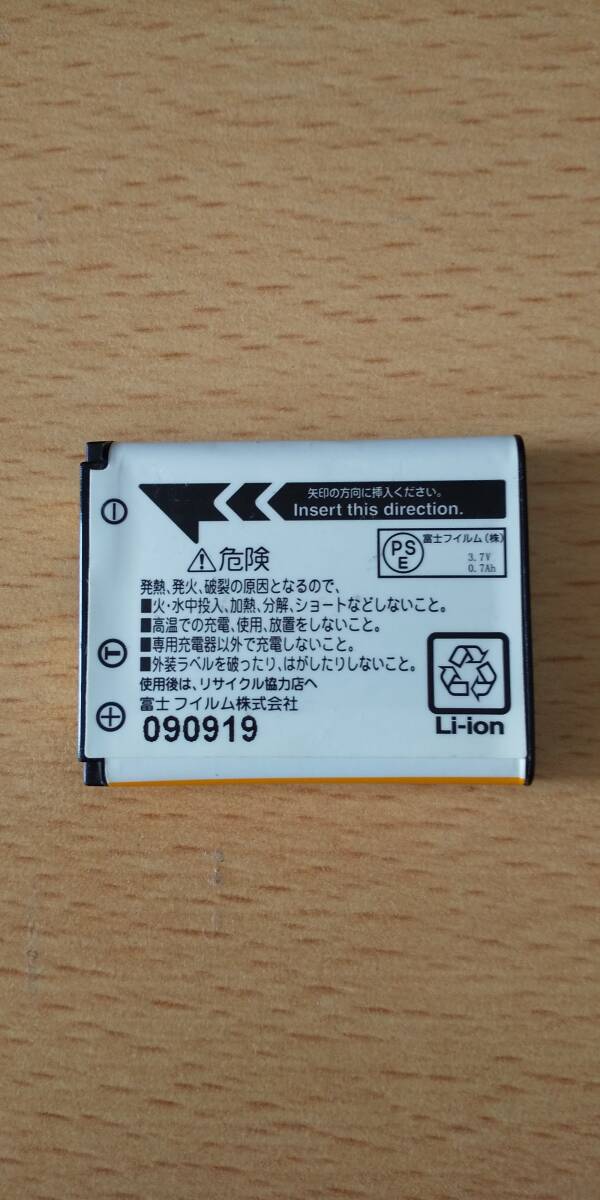 矢印の方向に挿入ください。
Insert this direction.
PS
E
富士フイルム(株)
3.7V
0.7Ah
⚠危険
発熱、発火、破裂の原因となるので、
■火・水中投入、加熱、分解、ショートなどしないこと。
■高温での充電、使用、放置をしないこと。
■専用充電器以外で充電しないこと。
■外装ラベルを破ったり、はがしたりしないこと。
使用後は、リサイクル協力店へ
富士フイルム株式会社
090919
Li-ion
−
T
+